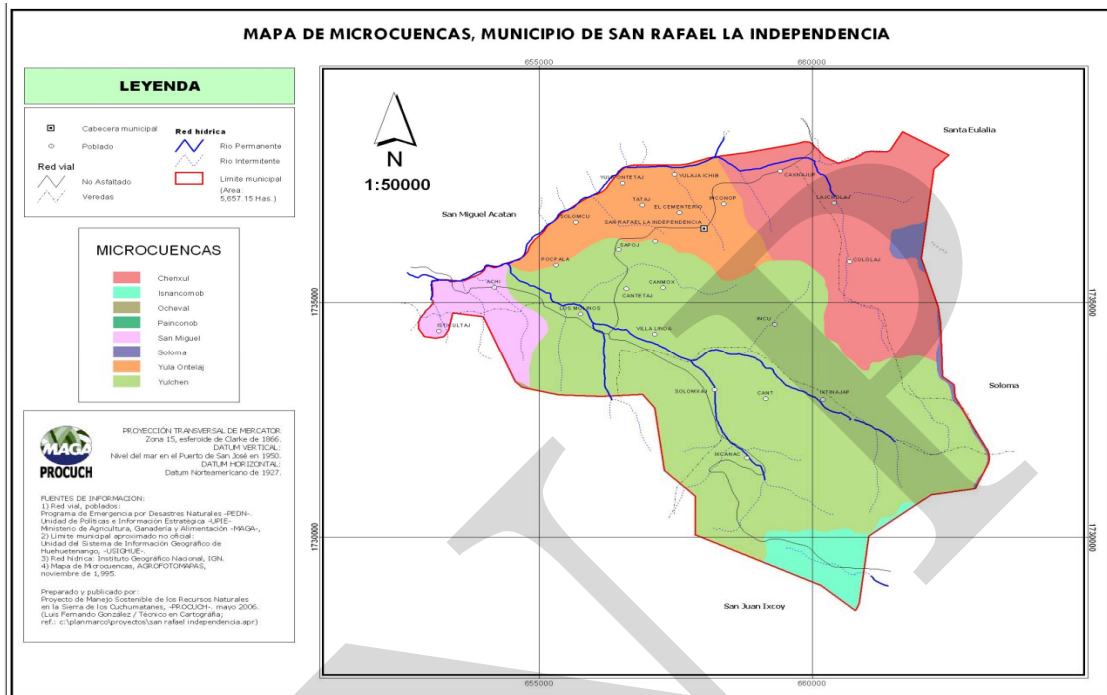 MAPA DE MICROCUENCAS, MUNICIPIO DE SAN RAFAEL LA INDEPENDENCIA
LEYENDA
Cabecera municipal
Poblado
Red vial
No Asfaltado
Veredas
Red hídrica
Rio Permanente
Rio Intermitente
Límite municipal
(Area:
5,657.15 Has.)
MICROCUENCAS
Chenxul
Isnancomob
Ocheval
Painconob
San Miguel
Soloma
Yula Ontelaj
Yulchen
MAGA
PROCUCH
PROYECCIÓN TRANSVERSAL DE MERCATOR
Zona 15, esferoide de Clarke de 1866.
DATUM VERTICAL:
Nivel del mar en el Puerto de San José en 1950.
DATUM HORIZONTAL:
Datum Norteamericano de 1927.
FUENTES DE INFORMACION:
1) Red vial, poblados:
Programa de Emergencia por Desastres Naturales -PEDN-.
Unidad de Políticas e Información Estratégica -UPIE-
Ministerio de Agricultura, Ganadería y Alimentación -MAGA-,
2) Limite municipal aproximado no oficial:
Unidad del Sistema de Información Geográfico de
Huehuetenango, -USIGHUE-.
3) Red hídrica: Instituto Geográfico Nacional, IGN.
4) Mapa de Microcuencas, AGROFOTOMAPAS,
noviembre de 1,995.
Preparado y publicado por:
Proyecto de Manejo Sostenible de los Recursos Naturales
en la Sierra de los Cuchumatanes, -PROCUCH-. mayo 2006.
(Luis Fernando González / Técnico en Cartografía;
ref.: c:\planmarco\proyectos\san rafael independencia.apr)
655000
660000
N
1:50000
Santa Eulalia
San Miguel Acatan
YULAJA ICHIB
TATAJ
EL CEMENTERIO
INCONOP
SOLOMCU
SAN RAFAEL LA INDEPENDENCIA
SAPOJ
POCPALA
COLOLAJ
ACHI
CANMOX
CANTETAJ
1735000
1735000
LOS MOLINOS
INCU
VILLA LINDA
SOLOMXAJ
CANT
Soloma
IXCANAC
1730000
1730000
San Juan Ixcoy
655000
660000